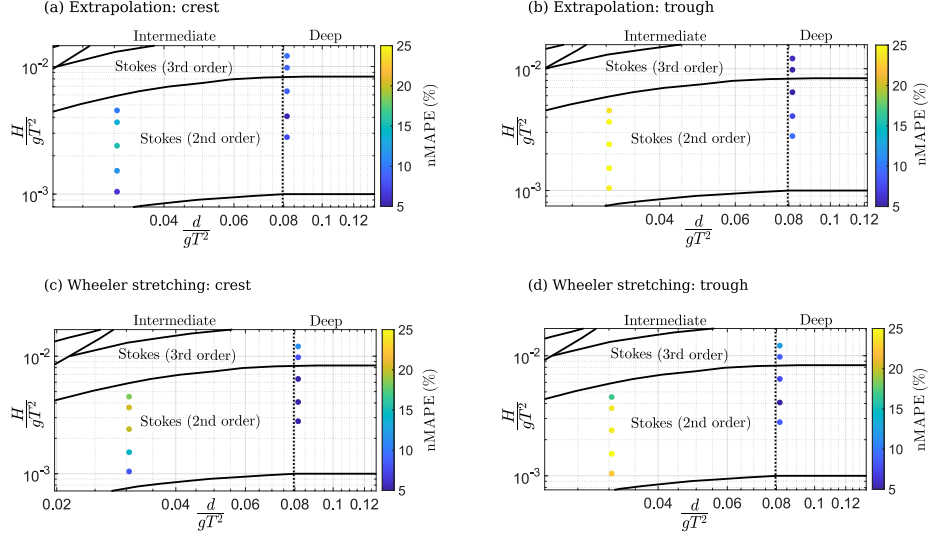 (a) Extrapolation: crest
Intermediate Deep
Stokes (3rd order)
Stokes (2nd order)
10^-2
10^-3
H/gT^2
0.04 0.06 0.08 0.10 0.12
d/gT^2
25
20
15
10
5
nMAPE (%)
(b) Extrapolation: trough
Intermediate Deep
Stokes (3rd order)
Stokes (2nd order)
10^-2
10^-3
H/gT^2
0.04 0.06 0.08 0.10 0.12
d/gT^2
25
20
15
10
5
nMAPE (%)
(c) Wheeler stretching: crest
Intermediate Deep
Stokes (3rd order)
Stokes (2nd order)
10^-2
10^-3
H/gT^2
0.02 0.04 0.06 0.08 0.10 0.12
d/gT^2
25
20
15
10
5
nMAPE (%)
(d) Wheeler stretching: trough
Intermediate Deep
Stokes (3rd order)
Stokes (2nd order)
10^-2
10^-3
H/gT^2
0.04 0.06 0.08 0.10 0.12
d/gT^2
25
20
15
10
5
nMAPE (%)